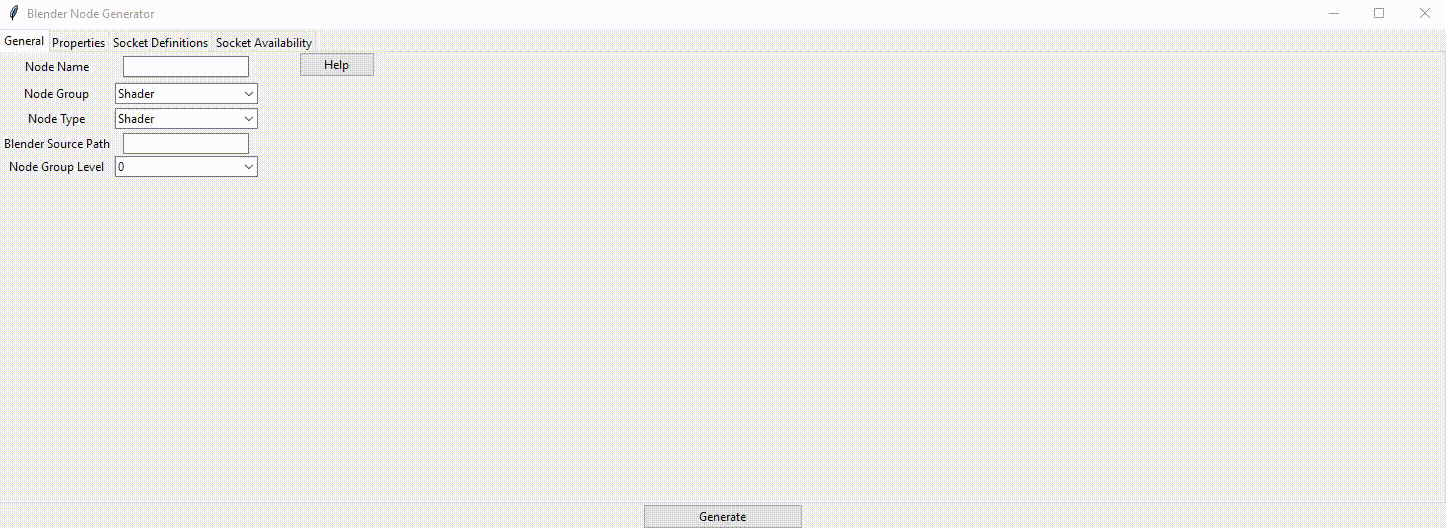 Blender Node Generator
General Properties Socket Definitions Socket Availability
Node Name Help
Node Group Shader
Node Type Shader
Blender Source Path
Node Group Level 0
Generate